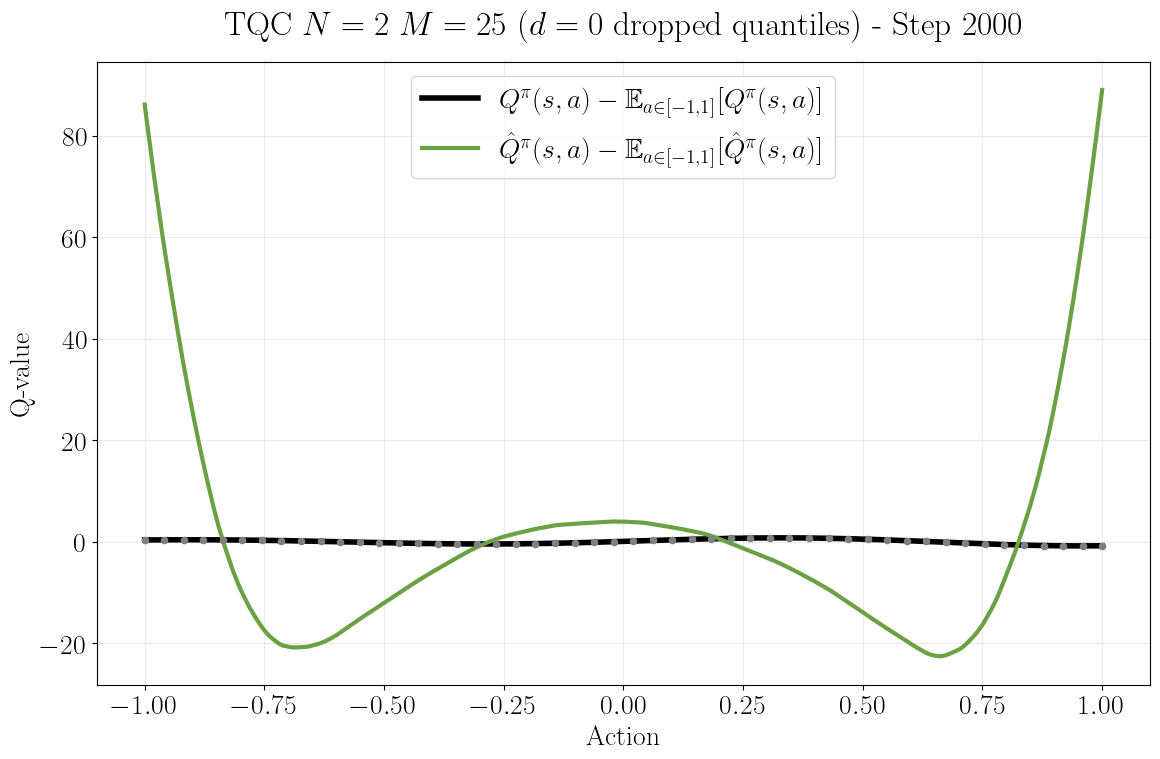 TQC N = 2 M = 25 (d = 0 dropped quantiles) - Step 2000
Q^π(s, a) − 𝔼_{a∈[−1,1]}[Q^π(s, a)]
Q̂^π(s, a) − 𝔼_{a∈[−1,1]}[Q̂^π(s, a)]
80
60
40
20
0
−20
Q-value
−1.00 −0.75 −0.50 −0.25 0.00 0.25 0.50 0.75 1.00
Action